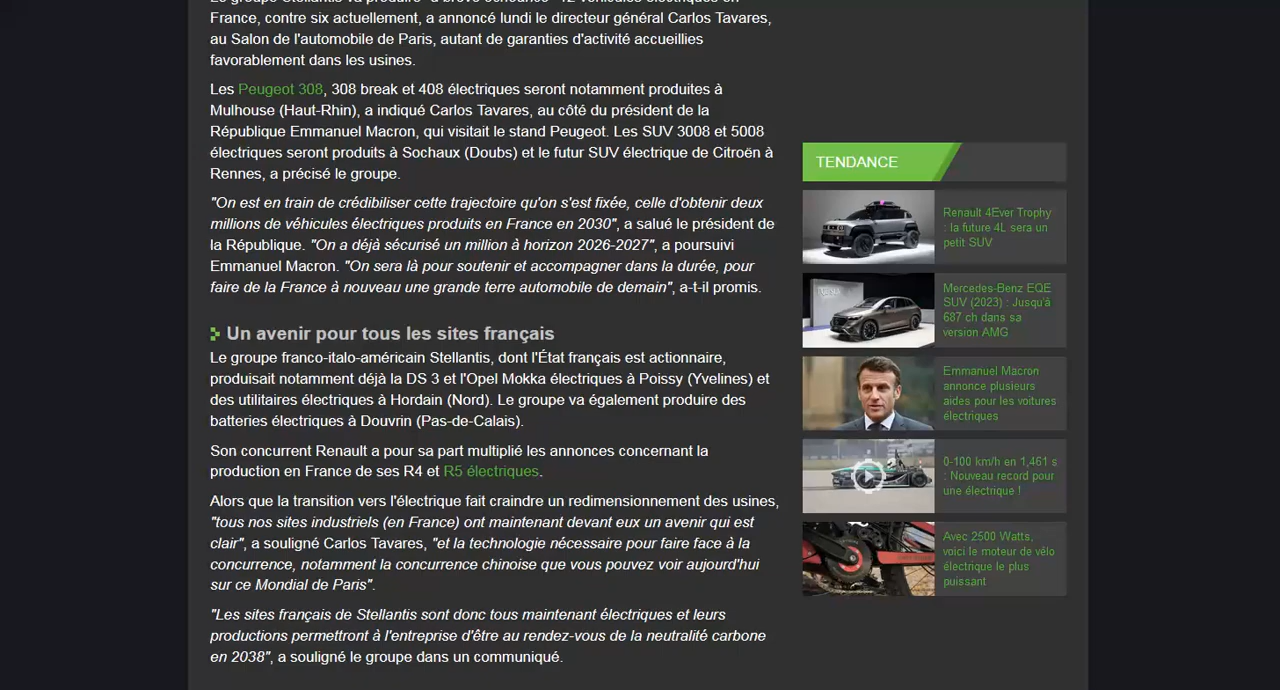 Le groupe Stellantis va produire "à brève échéance" 12 véhicules électriques en
France, contre six actuellement, a annoncé lundi le directeur général Carlos Tavares,
au Salon de l'automobile de Paris, autant de garanties d'activité accueillies
favorablement dans les usines.
Les Peugeot 308, 308 break et 408 électriques seront notamment produites à
Mulhouse (Haut-Rhin), a indiqué Carlos Tavares, au côté du président de la
République Emmanuel Macron, qui visitait le stand Peugeot. Les SUV 3008 et 5008
électriques seront produits à Sochaux (Doubs) et le futur SUV électrique de Citroën à
Rennes, a précisé le groupe.
"On est en train de crédibiliser cette trajectoire qu'on s'est fixée, celle d'obtenir deux
millions de véhicules électriques produits en France en 2030", a salué le président de
la République. "On a déjà sécurisé un million à horizon 2026-2027", a poursuivi
Emmanuel Macron. "On sera là pour soutenir et accompagner dans la durée, pour
faire de la France à nouveau une grande terre automobile de demain", a-t-il promis.
Un avenir pour tous les sites français
Le groupe franco-italo-américain Stellantis, dont l'État français est actionnaire,
produisait notamment déjà la DS 3 et l'Opel Mokka électriques à Poissy (Yvelines) et
des utilitaires électriques à Hordain (Nord). Le groupe va également produire des
batteries électriques à Douvrin (Pas-de-Calais).
Son concurrent Renault a pour sa part multiplié les annonces concernant la
production en France de ses R4 et R5 électriques.
Alors que la transition vers l'électrique fait craindre un redimensionnement des usines,
"tous nos sites industriels (en France) ont maintenant devant eux un avenir qui est
clair", a souligné Carlos Tavares, "et la technologie nécessaire pour faire face à la
concurrence, notamment la concurrence chinoise que vous pouvez voir aujourd'hui
sur ce Mondial de Paris".
"Les sites français de Stellantis sont donc tous maintenant électriques et leurs
productions permettront à l'entreprise d'être au rendez-vous de la neutralité carbone
en 2038", a souligné le groupe dans un communiqué.
TENDANCE
Renault 4Ever Trophy
: la future 4L sera un
petit SUV
Mercedes-Benz EQE
SUV (2023) : Jusqu'à
687 ch dans sa
version AMG
Emmanuel Macron
annonce plusieurs
aides pour les voitures
électriques
0-100 km/h en 1,461 s
: Nouveau record pour
une électrique !
Avec 2500 Watts,
voici le moteur de vélo
électrique le plus
puissant